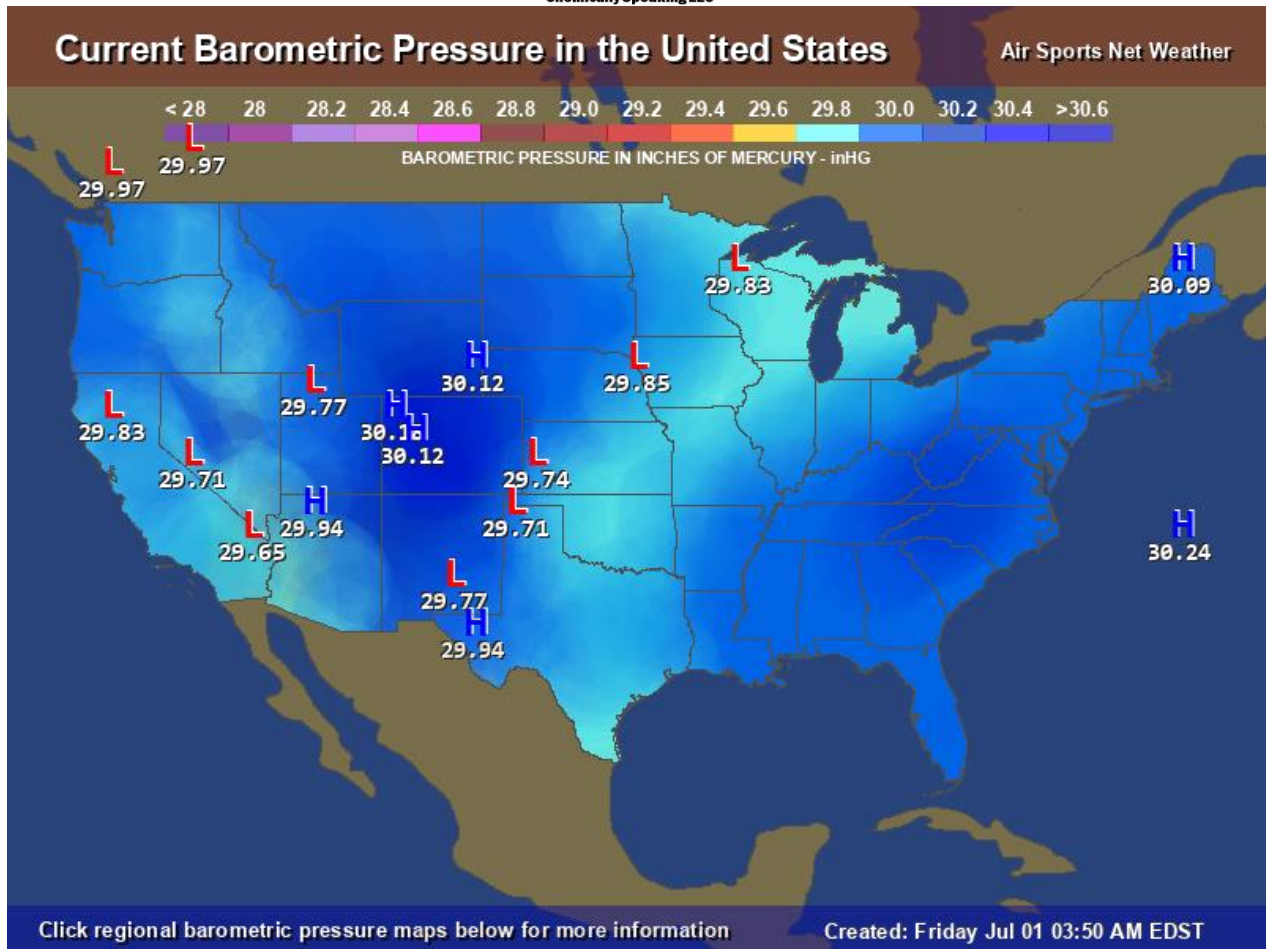 Chemically Speaking LLC
Current Barometric Pressure in the United States
Air Sports Net Weather
< 28 28 28.2 28.4 28.6 28.8 29.0 29.2 29.4 29.6 29.8 30.0 30.2 30.4 >30.6
BAROMETRIC PRESSURE IN INCHES OF MERCURY - inHG
L
29.97
L
29.97
L
29.83
H
30.09
H
30.12
L
29.85
L
29.77
L
29.83
H
H
30.12
L
29.71
L
29.74
H
29.94
L
29.71
L
29.65
H
30.24
L
29.77
H
29.94
Click regional barometric pressure maps below for more information
Created: Friday Jul 01 03:50 AM EDST